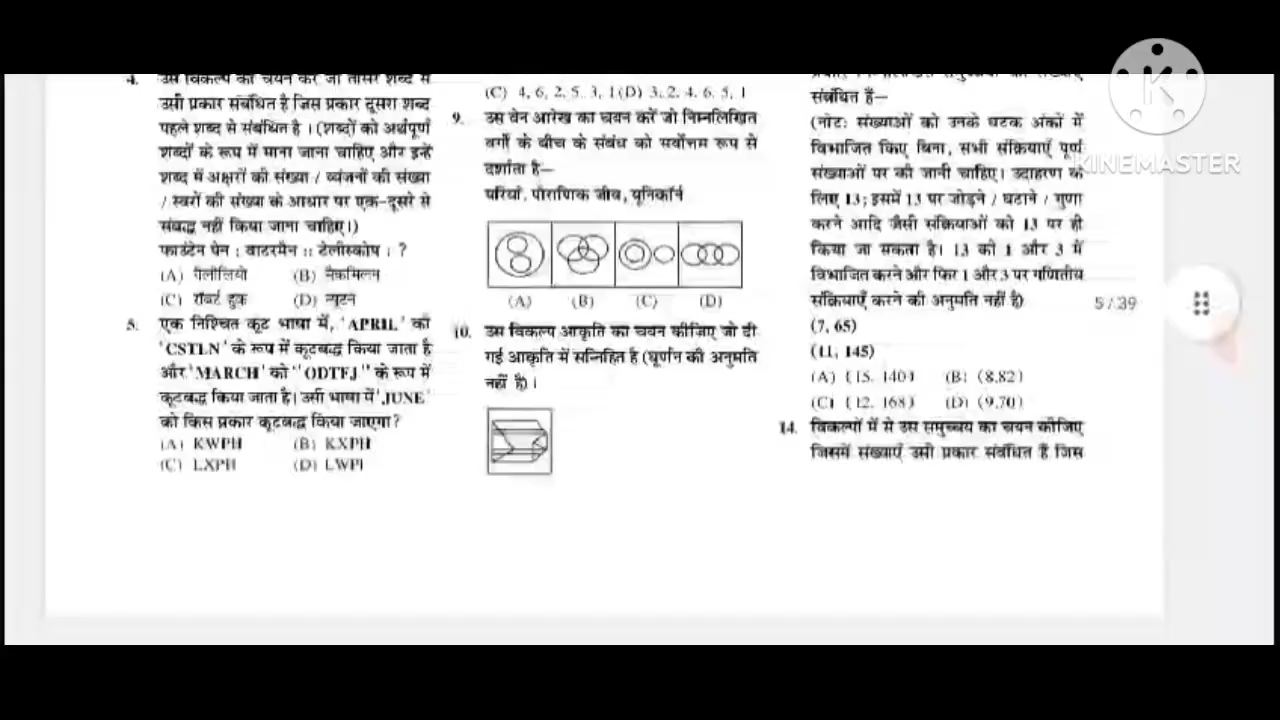 4. उस विकल्प का चयन करें जो तीसरे शब्द से
उसी प्रकार संबंधित है जिस प्रकार दूसरा शब्द
पहले शब्द से संबंधित है । (शब्दों को अर्थपूर्ण
शब्दों के रूप में माना जाना चाहिए और इन्हें
शब्द में अक्षरों की संख्या / व्यंजनों की संख्या
/ स्वरों की संख्या के आधार पर एक-दूसरे से
संबद्ध नहीं किया जाना चाहिए।)
फाउंटेन पेन : वाटरमैन :: टेलीस्कोप : ?
(A) गैलीलियो (B) मैकमिलन
(C) रॉबर्ट हुक (D) न्यूटन
5. एक निश्चित कूट भाषा में, 'APRIL' को
'CSTLN' के रूप में कूटबद्ध किया जाता है
और 'MARCH' को ''ODTFJ'' के रूप में
कूटबद्ध किया जाता है। उसी भाषा में 'JUNE'
को किस प्रकार कूटबद्ध किया जाएगा?
(A) KWPH (B) KXPH
(C) LXPH (D) LWPI
(C) 4, 6, 2, 5, 3, 1 (D) 3, 2, 4, 6, 5, 1
9. उस वेन आरेख का चयन करें जो निम्नलिखित
वर्गों के बीच के संबंध को सर्वोत्तम रूप से
दर्शाता है–
परियां, पौराणिक जीव, यूनिकॉर्न
(A) (B) (C) (D)
10. उस विकल्प आकृति का चयन कीजिए जो दी
गई आकृति में सन्निहित है (घूर्णन की अनुमति
नहीं है)।
संबंधित हैं–
(नोट: संख्याओं को उनके घटक अंकों में
विभाजित किए बिना, सभी संक्रियाएँ पूर्ण
संख्याओं पर की जानी चाहिए। उदाहरण के
लिए 13; इसमें 13 पर जोड़ने / घटाने / गुणा
करने आदि जैसी संक्रियाओं को 13 पर ही
किया जा सकता है। 13 को 1 और 3 में
विभाजित करने और फिर 1 और 3 पर गणितीय
संक्रियाएँ करने की अनुमति नहीं है)
(7, 65)
(11, 145)
(A) (15, 140) (B) (8,82)
(C) (12, 168) (D) (9,70)
14. विकल्पों में से उस समुच्चय का चयन कीजिए
जिसमें संख्याएँ उसी प्रकार संबंधित हैं जिस
5/39
K
KINEMASTER